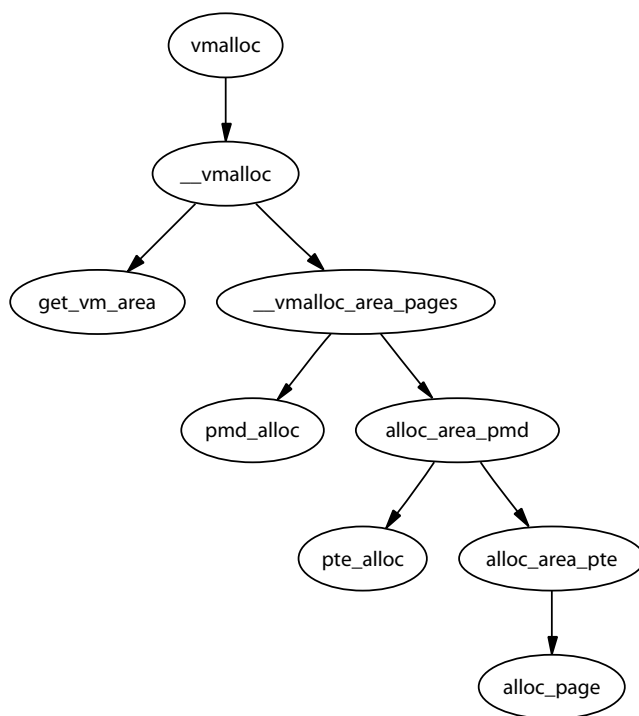 vmalloc
__vmalloc
get_vm_area
__vmalloc_area_pages
pmd_alloc
alloc_area_pmd
pte_alloc
alloc_area_pte
alloc_page